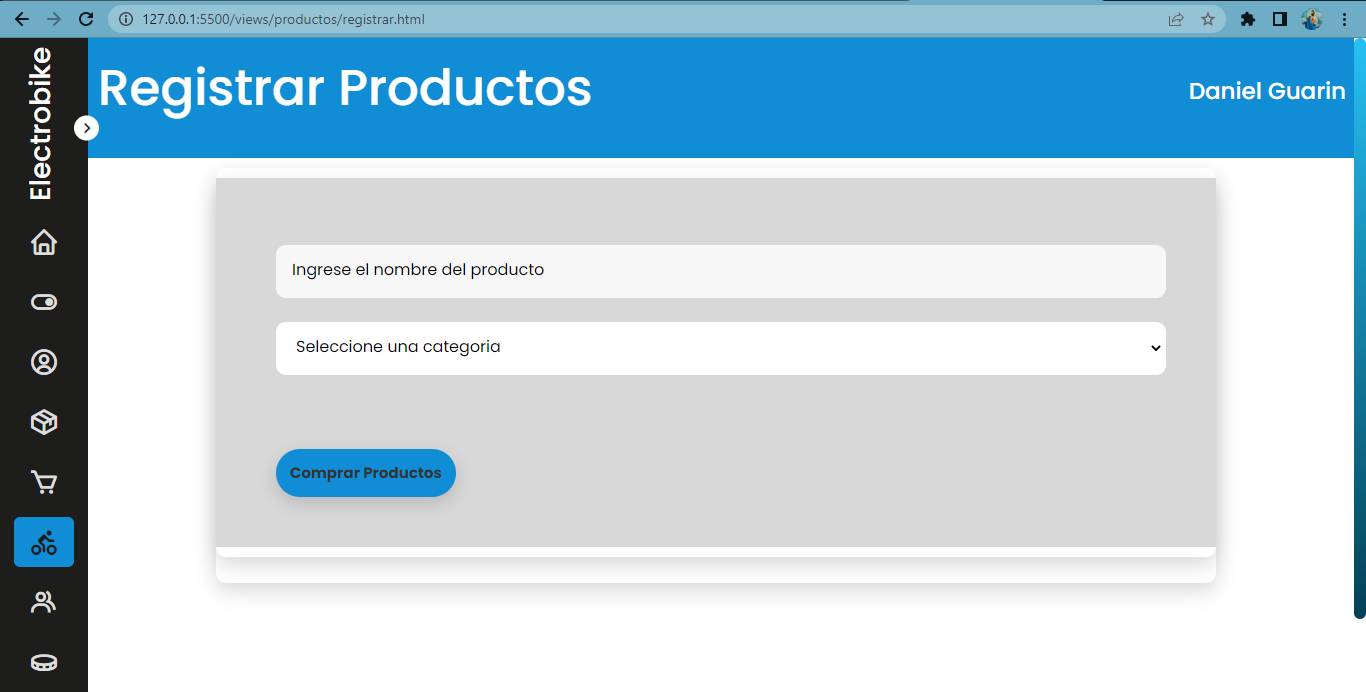 127.0.0.1:5500/views/productos/registrar.html
Electrobike
Registrar Productos
Daniel Guarin
Ingrese el nombre del producto
Seleccione una categoria
Comprar Productos